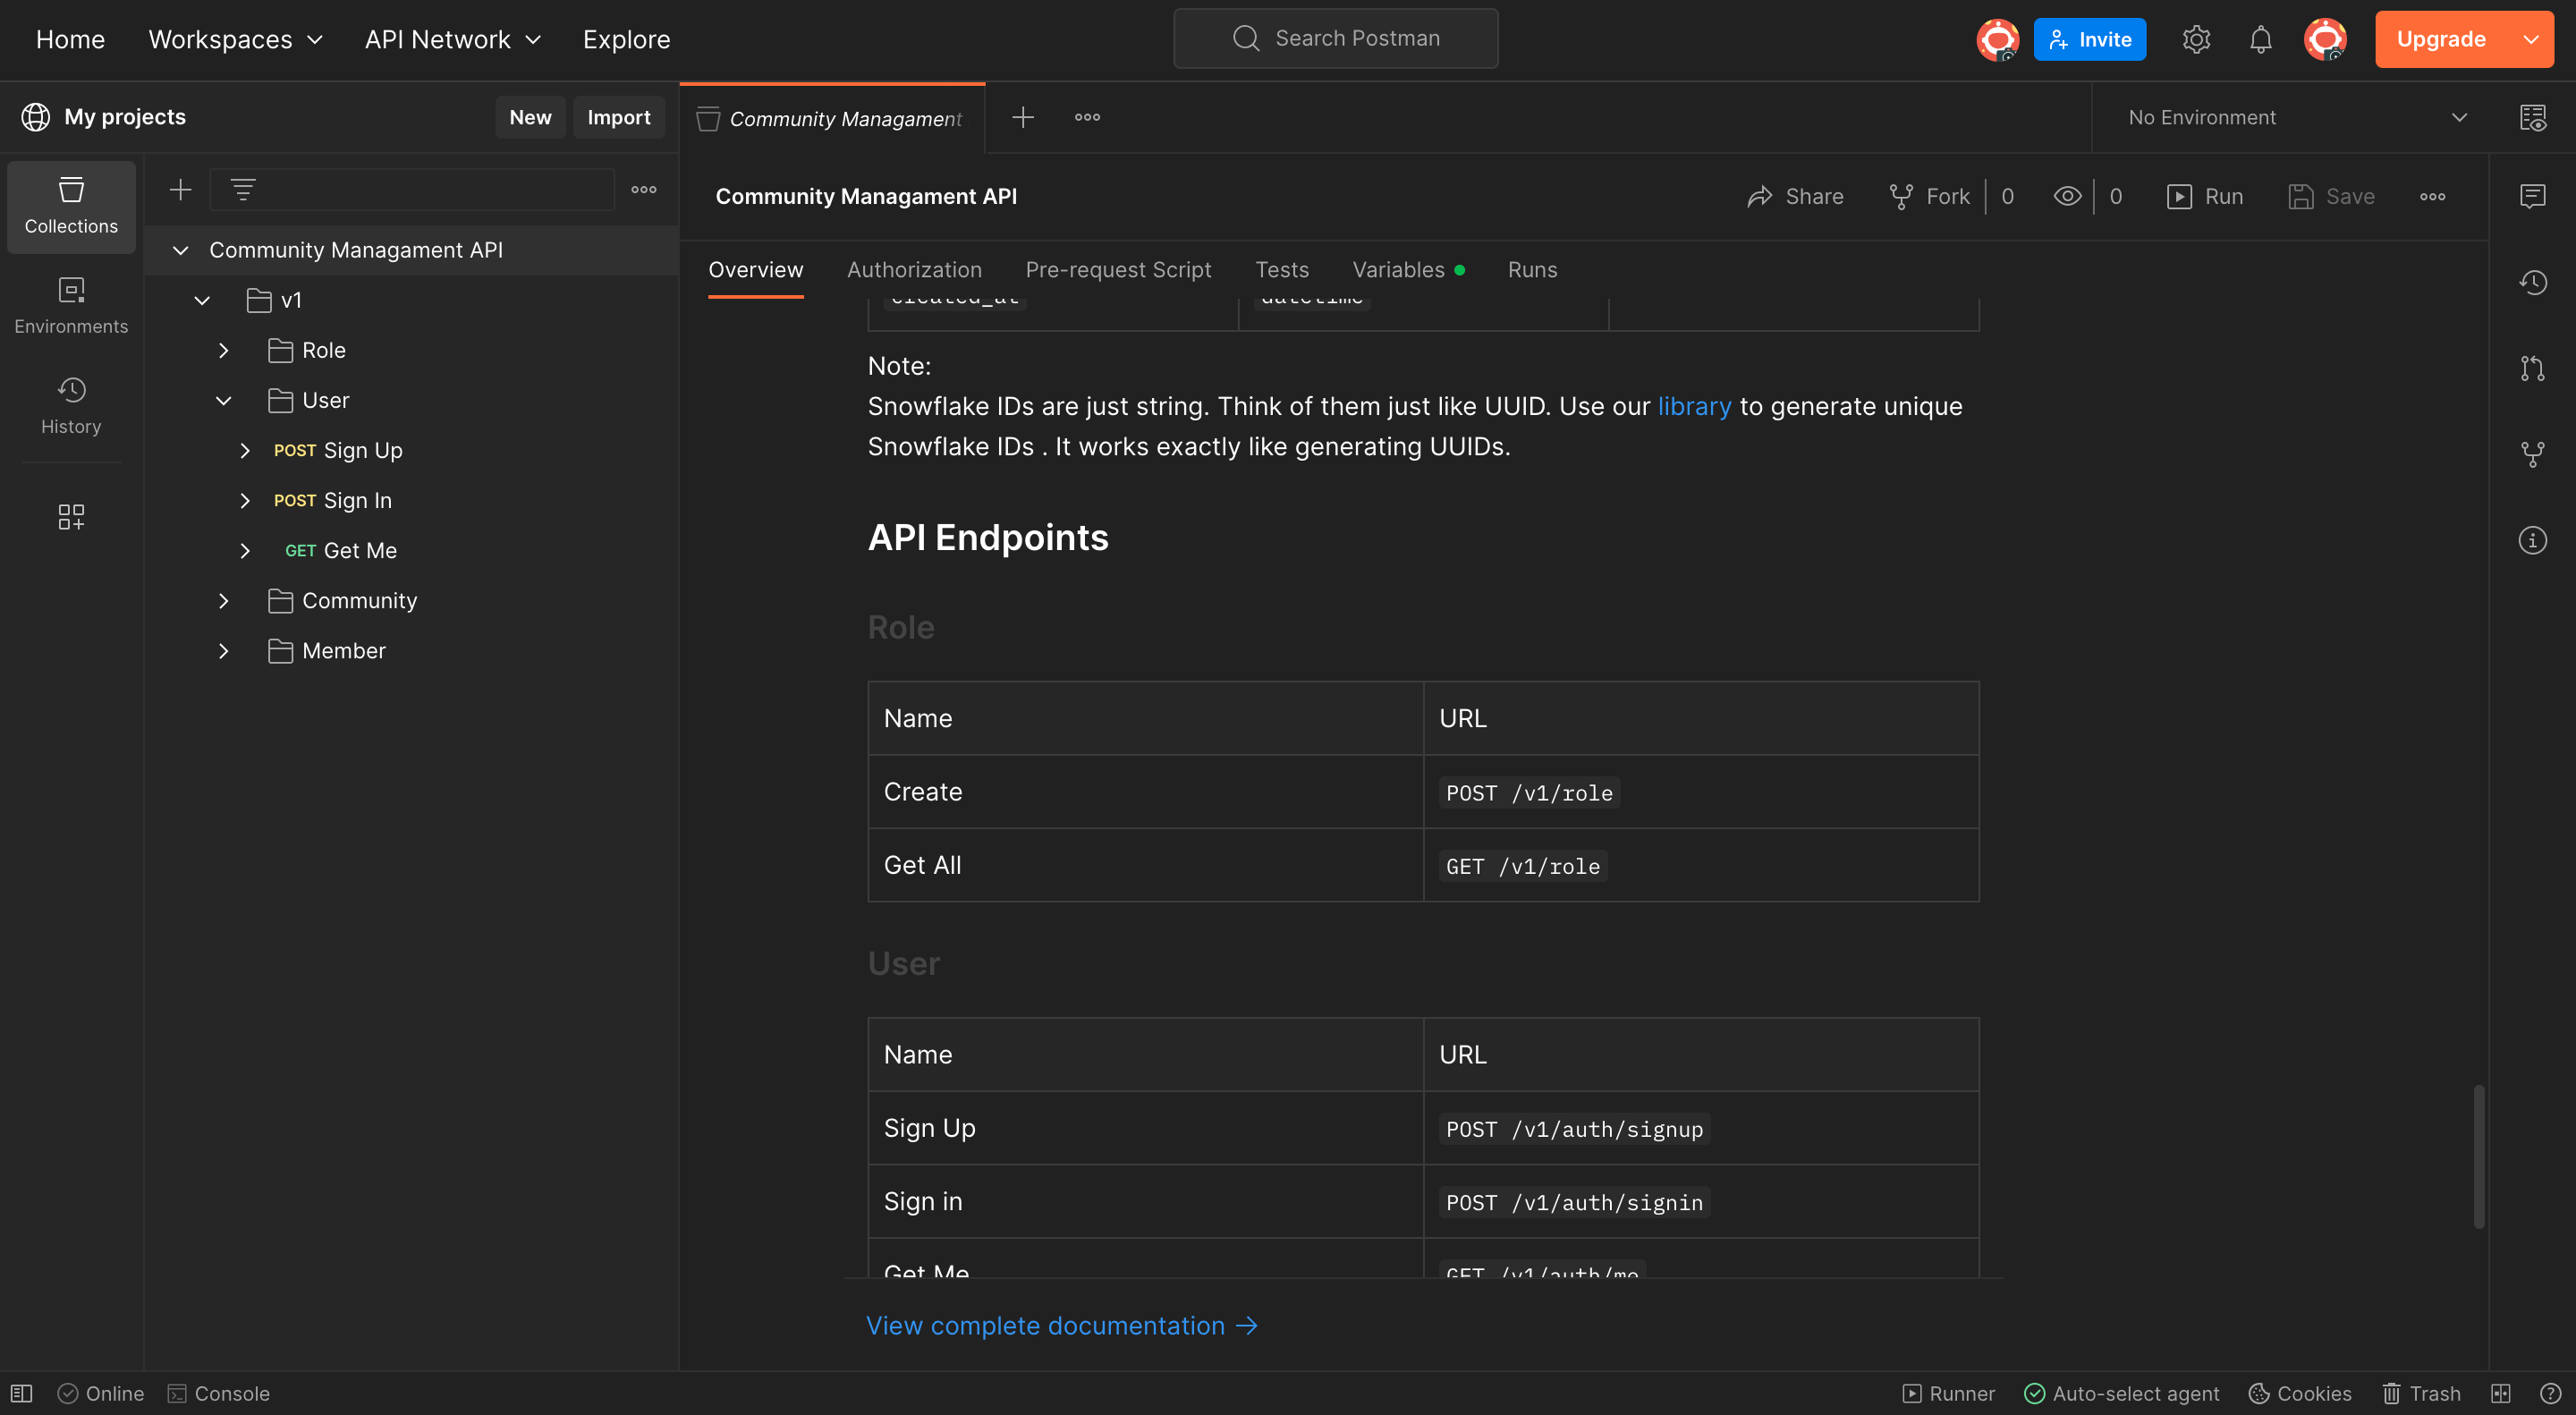 Home Workspaces API Network Explore Search Postman Invite Upgrade
My projects New Import Community Managament No Environment
Collections
Environments
History
Community Managament API
v1
Role
User
POST Sign Up
POST Sign In
GET Get Me
Community
Member
Community Managament API Share Fork 0 0 Run Save
Overview Authorization Pre-request Script Tests Variables Runs
created_at datetime
Note:
Snowflake IDs are just string. Think of them just like UUID. Use our library to generate unique
Snowflake IDs . It works exactly like generating UUIDs.
API Endpoints
Role
Name URL
Create POST /v1/role
Get All GET /v1/role
User
Name URL
Sign Up POST /v1/auth/signup
Sign in POST /v1/auth/signin
Get Me GET /v1/auth/me
View complete documentation →
Online Console Runner Auto-select agent Cookies Trash